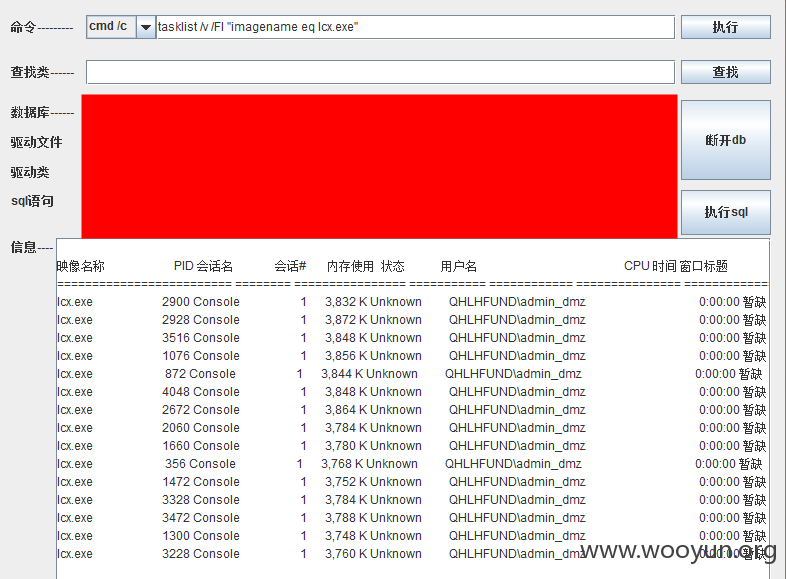 命令--------- cmd /c tasklist /v /FI "imagename eq lcx.exe" 执行
查找类------ 查找
数据库------
驱动文件 断开db
驱动类
sql语句 执行sql
信息----
映像名称 PID 会话名 会话# 内存使用 状态 用户名 CPU 时间 窗口标题
========================= ======== ================ =========== ============ =============== ============================================= ============ ============
lcx.exe 2900 Console 1 3,832 K Unknown QHLHFUND\admin_dmz 0:00:00 暂缺
lcx.exe 2928 Console 1 3,872 K Unknown QHLHFUND\admin_dmz 0:00:00 暂缺
lcx.exe 3516 Console 1 3,848 K Unknown QHLHFUND\admin_dmz 0:00:00 暂缺
lcx.exe 1076 Console 1 3,856 K Unknown QHLHFUND\admin_dmz 0:00:00 暂缺
lcx.exe 872 Console 1 3,844 K Unknown QHLHFUND\admin_dmz 0:00:00 暂缺
lcx.exe 4048 Console 1 3,848 K Unknown QHLHFUND\admin_dmz 0:00:00 暂缺
lcx.exe 2672 Console 1 3,864 K Unknown QHLHFUND\admin_dmz 0:00:00 暂缺
lcx.exe 2060 Console 1 3,784 K Unknown QHLHFUND\admin_dmz 0:00:00 暂缺
lcx.exe 1660 Console 1 3,780 K Unknown QHLHFUND\admin_dmz 0:00:00 暂缺
lcx.exe 356 Console 1 3,768 K Unknown QHLHFUND\admin_dmz 0:00:00 暂缺
lcx.exe 1472 Console 1 3,752 K Unknown QHLHFUND\admin_dmz 0:00:00 暂缺
lcx.exe 3328 Console 1 3,784 K Unknown QHLHFUND\admin_dmz 0:00:00 暂缺
lcx.exe 3472 Console 1 3,788 K Unknown QHLHFUND\admin_dmz 0:00:00 暂缺
lcx.exe 1300 Console 1 3,748 K Unknown QHLHFUND\admin_dmz 0:00:00 暂缺
lcx.exe 3228 Console 1 3,760 K Unknown QHLHFUND\admin_dmz 0:00:00 暂缺
www.wooyun.org